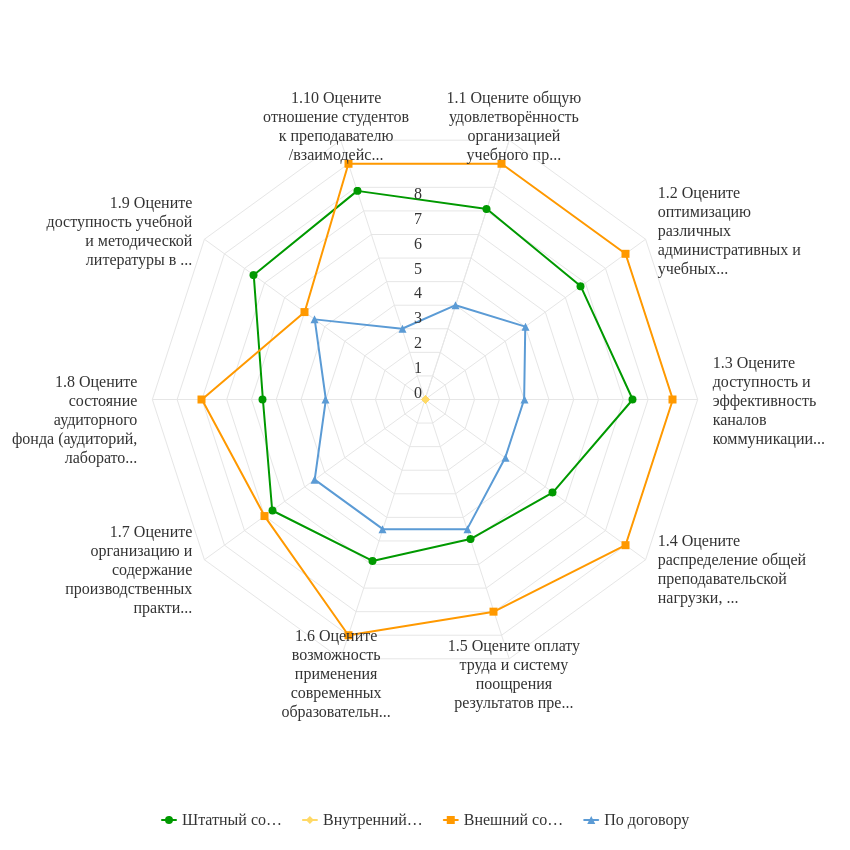 1.10 Оцените
отношение студентов
к преподавателю
/взаимодейс...
1.1 Оцените общую
удовлетворённость
организацией
учебного пр...
1.2 Оцените
оптимизацию
различных
административных и
учебных...
1.3 Оцените
доступность и
эффективность
каналов
коммуникации...
1.4 Оцените
распределение общей
преподавательской
нагрузки, ...
1.5 Оцените оплату
труда и систему
поощрения
результатов пре...
1.6 Оцените
возможность
применения
современных
образовательн...
1.7 Оцените
организацию и
содержание
производственных
практи...
1.8 Оцените
состояние
аудиторного
фонда (аудиторий,
лаборато...
1.9 Оцените
доступность учебной
и методической
литературы в ...
8
7
6
5
4
3
2
1
0
Штатный со…
Внутренний…
Внешний со…
По договору